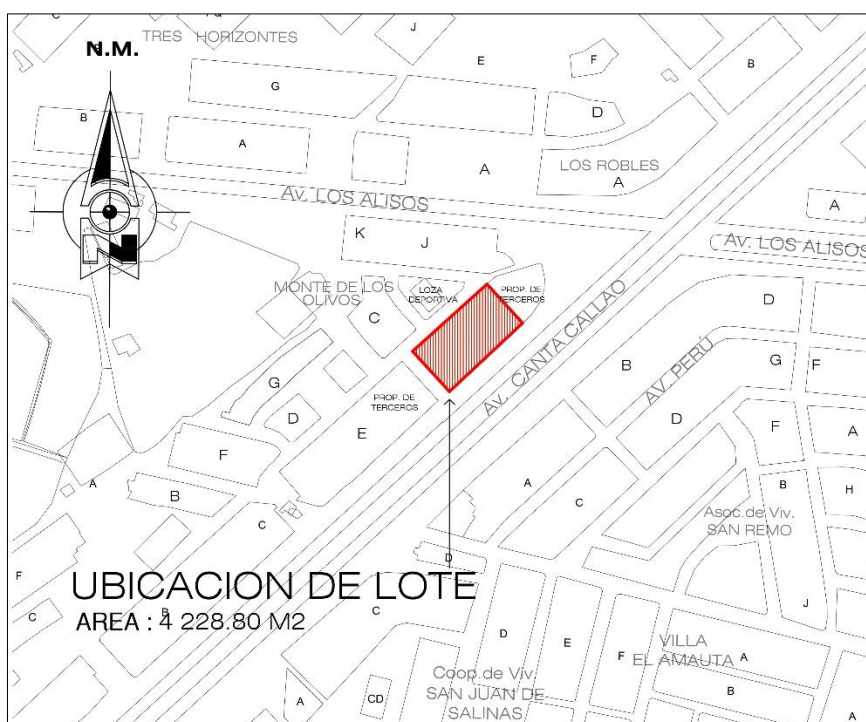 J
TRES HORIZONTES
N.M.
E
F
B
G
D
B
A
A
LOS ROBLES
A
Av. LOS ALISOS
A
K
J
Av. LOS ALISOS
MONTE DE LOS
OLIVOS
LOZA
DEPORTIVA
PROP. DE
TERCEROS
D
C
Av. CANTA CALLAO
AV. PERÚ
B
G
F
G
PROP. DE
TERCEROS
D
D
F
E
A
F
A
B
C
B
H
C
Asoc.de Viv.
SAN REMO
D
F
UBICACION DE LOTE
AREA : 4 228.80 M2
C
B
C
J
D
E
F
VILLA
EL AMAUTA
A
Coop.de Viv.
SAN JUAN DE
SALINAS
A
CD
B
A